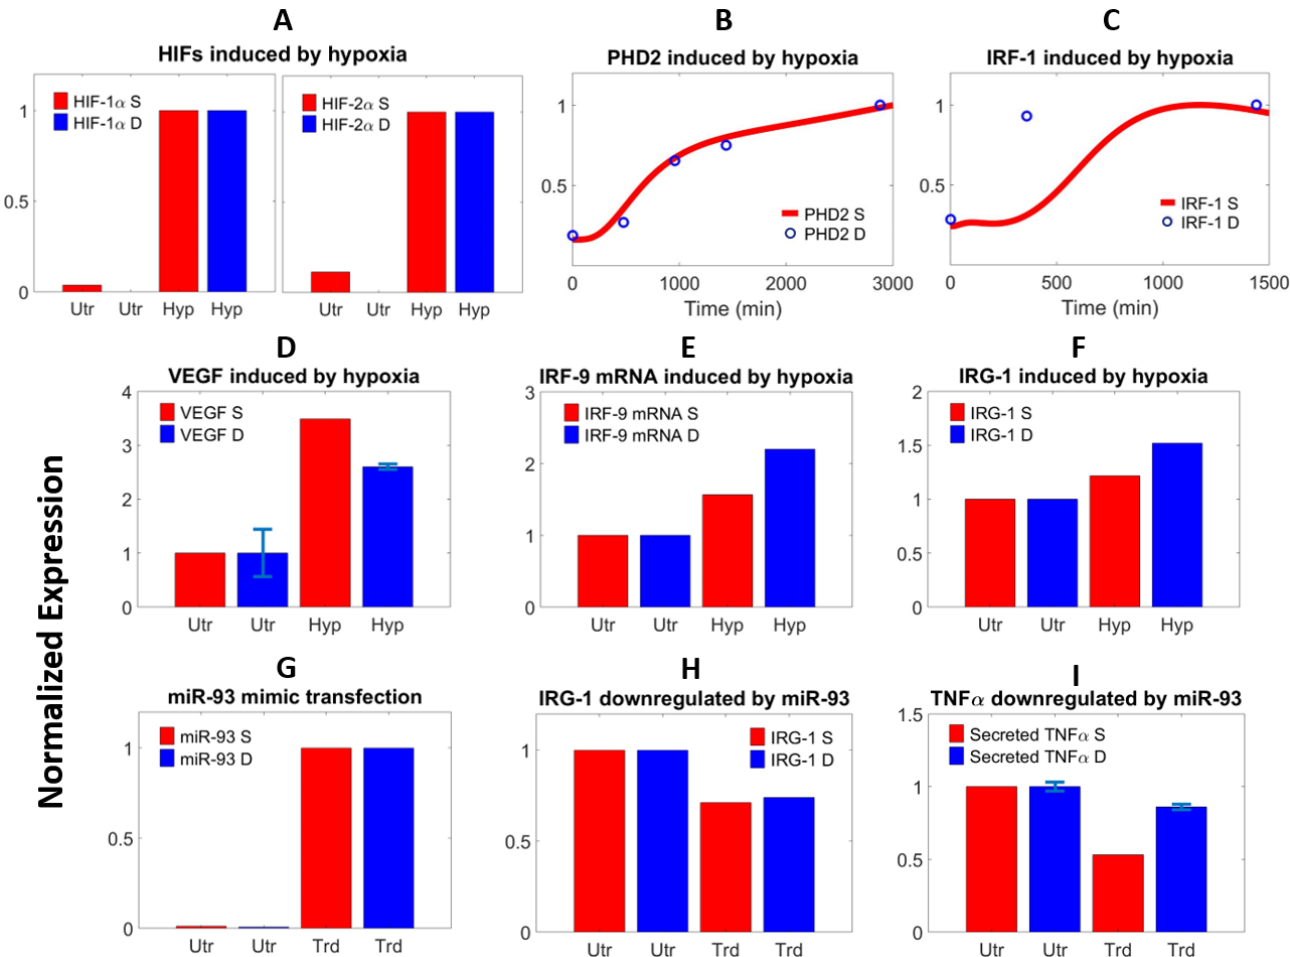 A
HIFs induced by hypoxia
HIF-1α S
HIF-1α D
1
0.5
0
Utr Utr Hyp Hyp
HIF-2α S
HIF-2α D
Utr Utr Hyp Hyp
B
PHD2 induced by hypoxia
1
0.5
PHD2 S
PHD2 D
0 1000 2000 3000
Time (min)
C
IRF-1 induced by hypoxia
1
0.5
IRF-1 S
IRF-1 D
0 500 1000 1500
Time (min)
Normalized Expression
D
VEGF induced by hypoxia
4
VEGF S
VEGF D
3
2
1
0
Utr Utr Hyp Hyp
E
IRF-9 mRNA induced by hypoxia
3
IRF-9 mRNA S
IRF-9 mRNA D
2
1
0
Utr Utr Hyp Hyp
F
IRG-1 induced by hypoxia
2
IRG-1 S
IRG-1 D
1.5
1
0.5
0
Utr Utr Hyp Hyp
G
miR-93 mimic transfection
miR-93 S
miR-93 D
1
0.5
0
Utr Utr Trd Trd
H
IRG-1 downregulated by miR-93
IRG-1 S
IRG-1 D
1
0.5
0
Utr Utr Trd Trd
I
TNFα downregulated by miR-93
1.5
Secreted TNFα S
Secreted TNFα D
1
0.5
0
Utr Utr Trd Trd